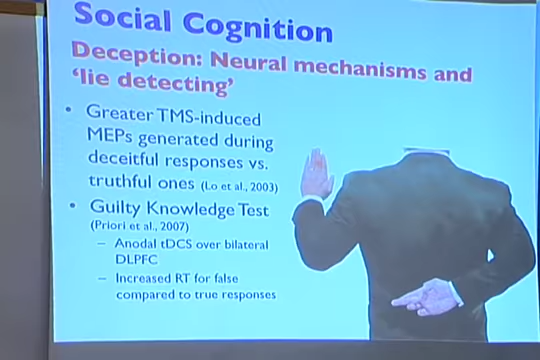 Social Cognition
Deception: Neural mechanisms and
'lie detecting'
• Greater TMS-induced
MEPs generated during
deceitful responses vs.
truthful ones (Lo et al., 2003)
• Guilty Knowledge Test
(Priori et al., 2007)
– Anodal tDCS over bilateral
DLPFC
– Increased RT for false
compared to true responses